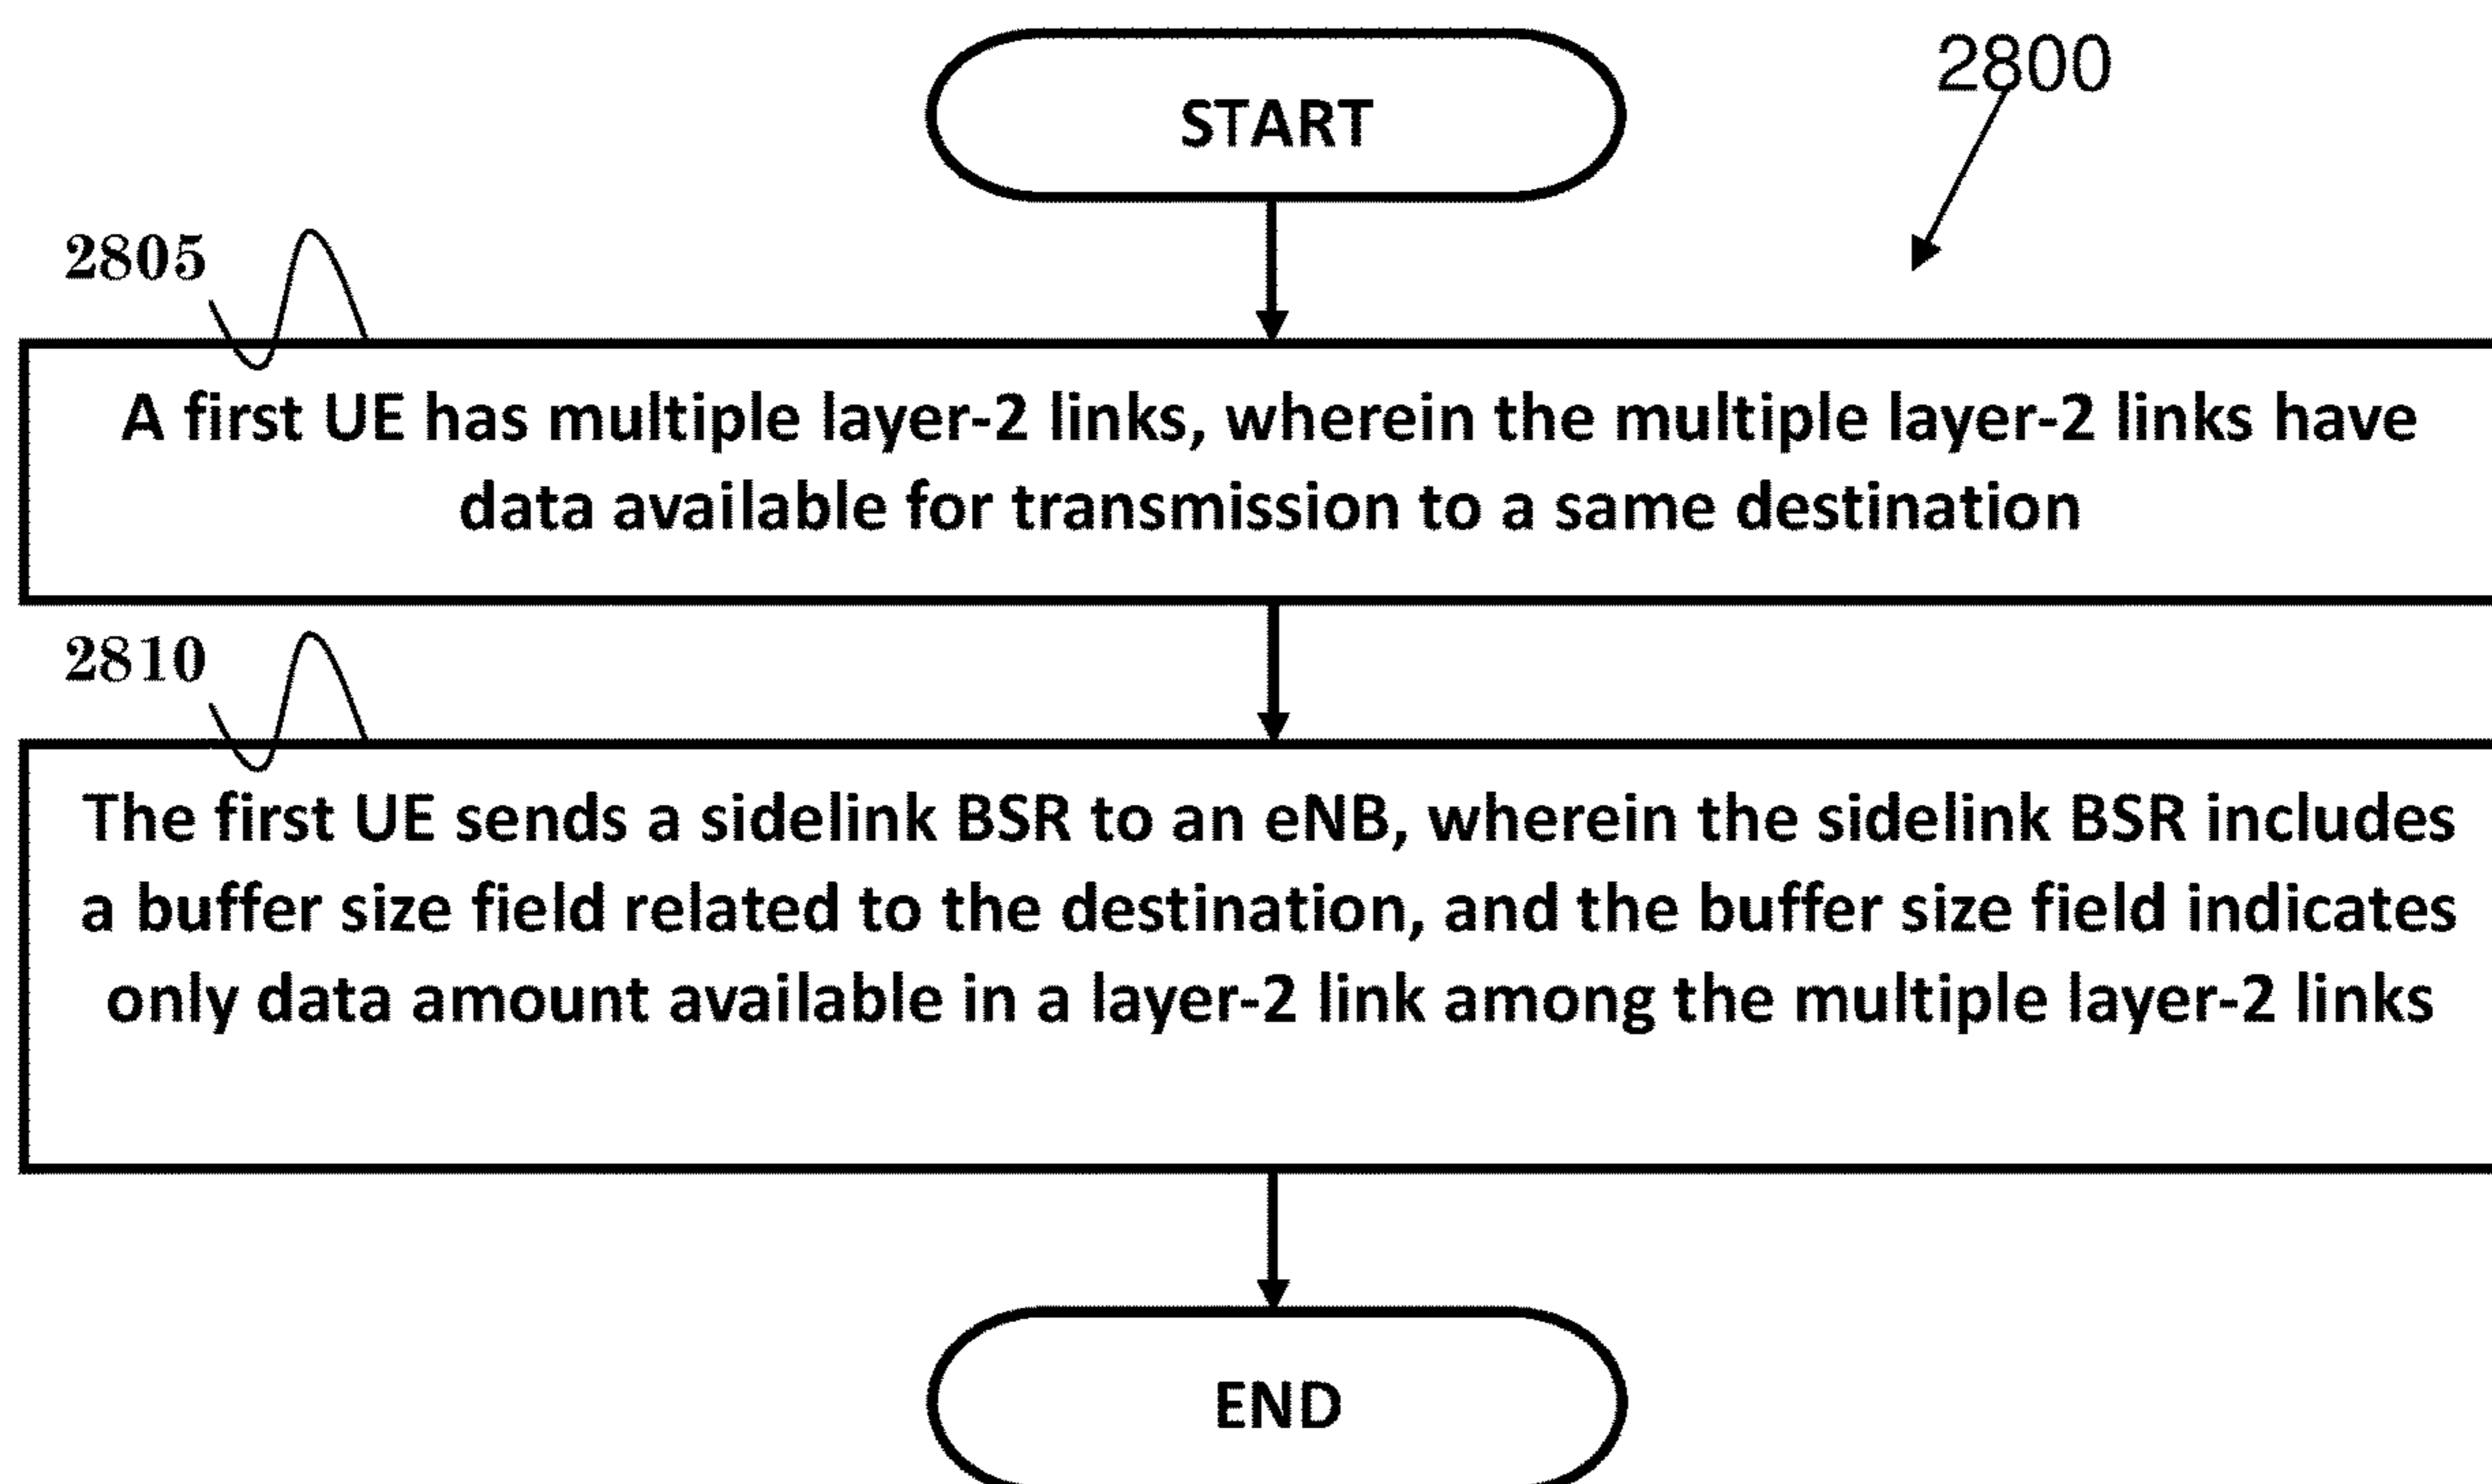 START
2800
2805
A first UE has multiple layer-2 links, wherein the multiple layer-2 links have
data available for transmission to a same destination
2810
The first UE sends a sidelink BSR to an eNB, wherein the sidelink BSR includes
a buffer size field related to the destination, and the buffer size field indicates
only data amount available in a layer-2 link among the multiple layer-2 links
END